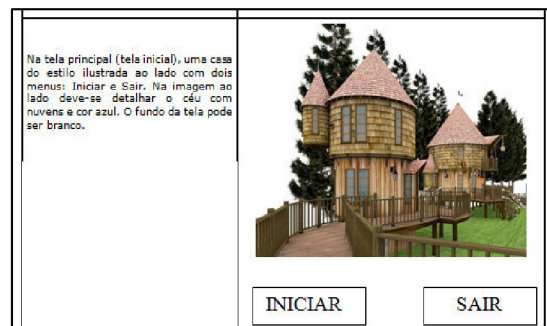 Na tela principal (tela inicial), uma casa
do estilo ilustrada ao lado com dois
menus: Iniciar e Sair. Na imagem ao
lado deve-se detalhar o céu com
nuvens e cor azul. O fundo da tela pode
ser branco.
INICIAR
SAIR